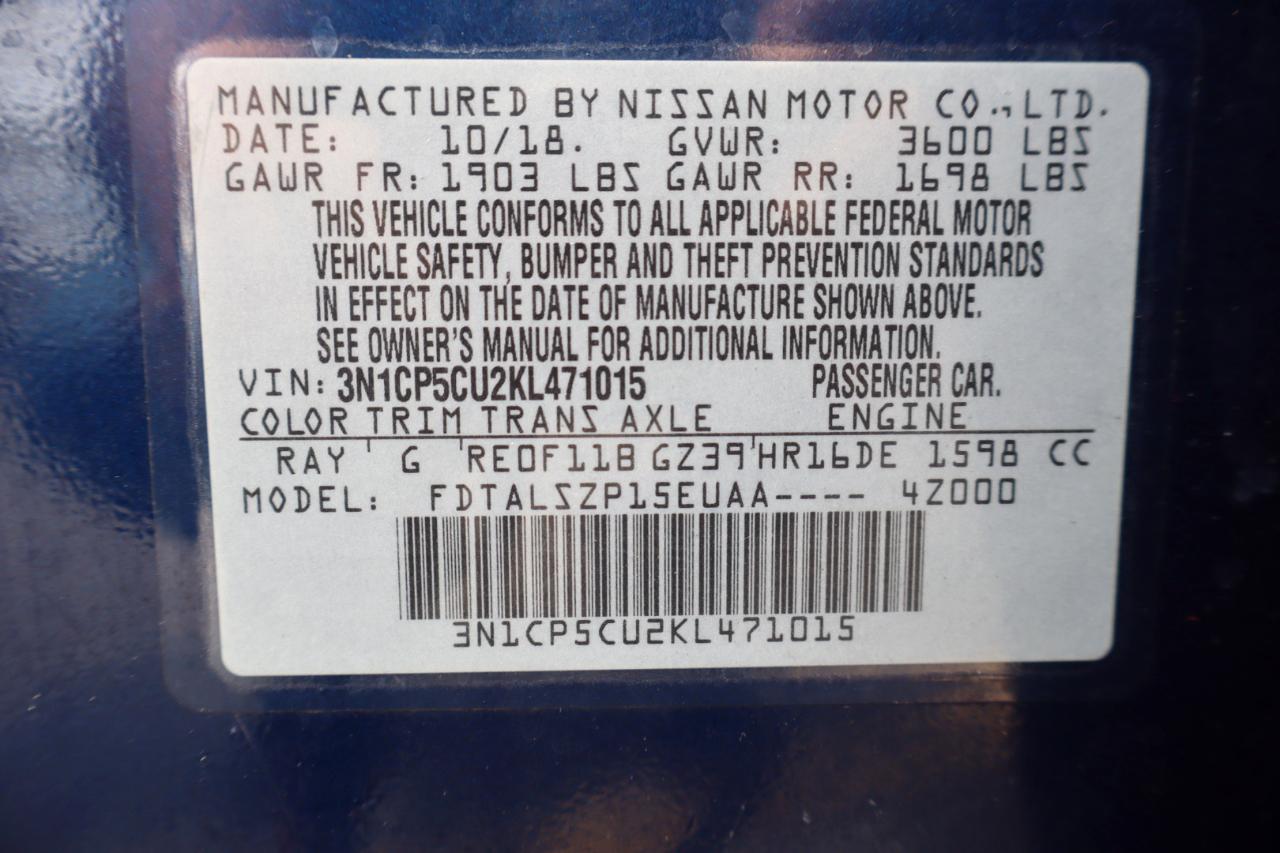 MANUFACTURED BY NISSAN MOTOR CO., LTD.
DATE: 10/18. GVWR: 3600 LBS
GAWR FR: 1903 LBS GAWR RR: 1698 LBS
THIS VEHICLE CONFORMS TO ALL APPLICABLE FEDERAL MOTOR
VEHICLE SAFETY, BUMPER AND THEFT PREVENTION STANDARDS
IN EFFECT ON THE DATE OF MANUFACTURE SHOWN ABOVE.
SEE OWNER'S MANUAL FOR ADDITIONAL INFORMATION.
VIN: 3N1CP5CU2KL471015 PASSENGER CAR.
COLOR TRIM TRANS AXLE ENGINE
RAY G RE0F11B GZ39 HR16DE 1598 CC
MODEL: FDTALSZP15EUAA---- 4Z000
3N1CP5CU2KL471015